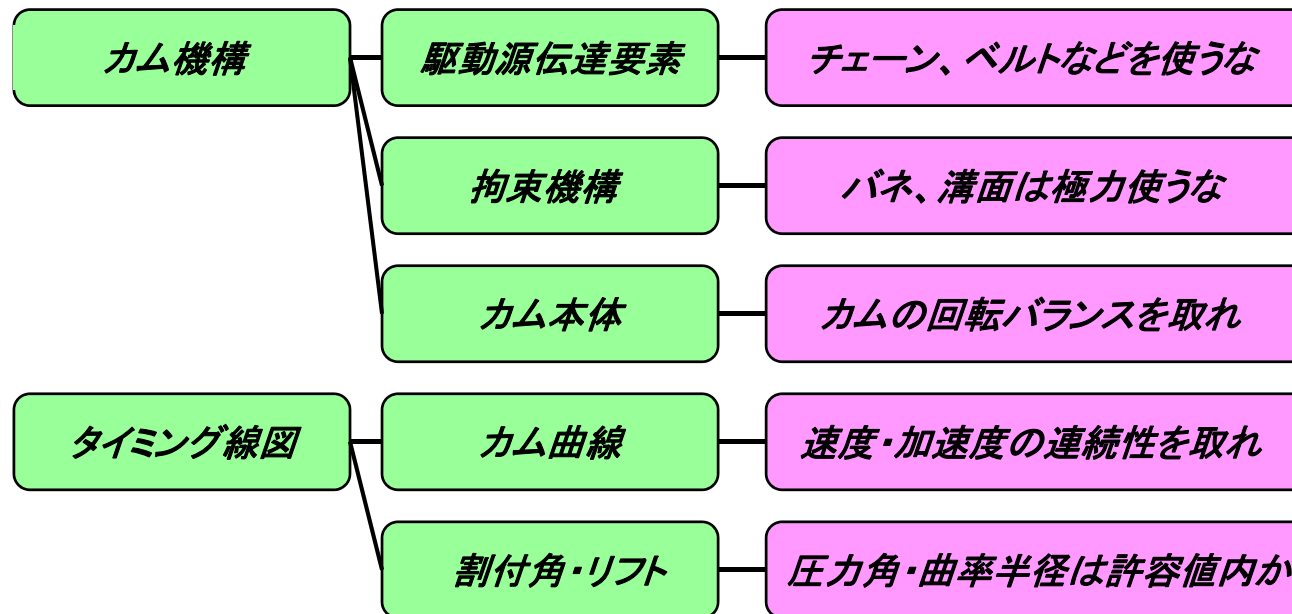 カム機構
駆動源伝達要素
チェーン、ベルトなどを使うな
拘束機構
バネ、溝面は極力使うな
カム本体
カムの回転バランスを取れ
タイミング線図
カム曲線
速度・加速度の連続性を取れ
割付角・リフト
圧力角・曲率半径は許容値内か